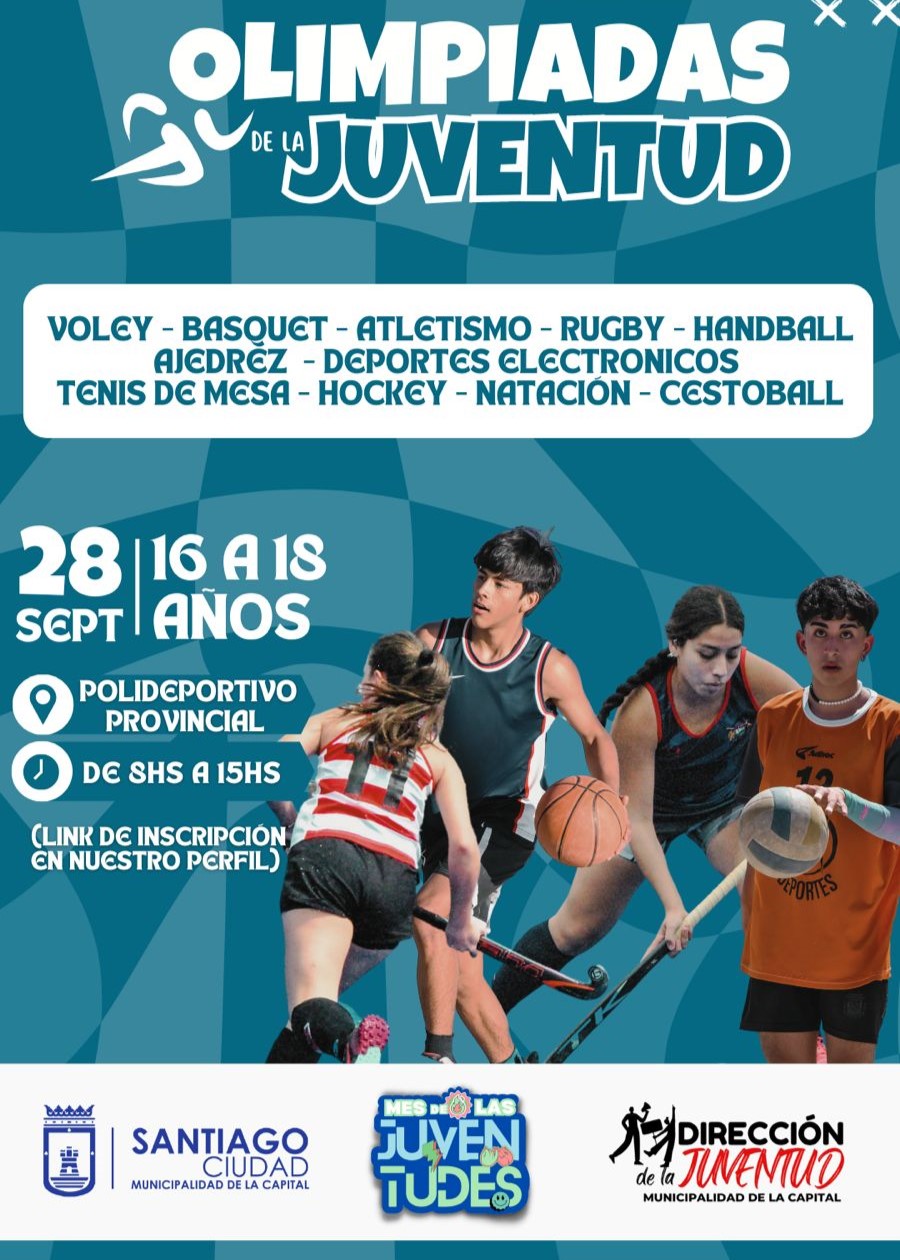 OLIMPIADAS
DE LA JUVENTUD
VOLEY - BASQUET - ATLETISMO - RUGBY - HANDBALL
AJEDRÉZ - DEPORTES ELECTRONICOS
TENIS DE MESA - HOCKEY - NATACIÓN - CESTOBALL
28
SEPT
16 A 18
AÑOS
POLIDEPORTIVO
PROVINCIAL
DE 8HS A 15HS
(LINK DE INSCRIPCIÓN
EN NUESTRO PERFIL)
11
12
DEPORTES
SANTIAGO
CIUDAD
MUNICIPALIDAD DE LA CAPITAL
MES DE LAS
JUVEN
TUDES
DIRECCIÓN
de la JUVENTUD
MUNICIPALIDAD DE LA CAPITAL